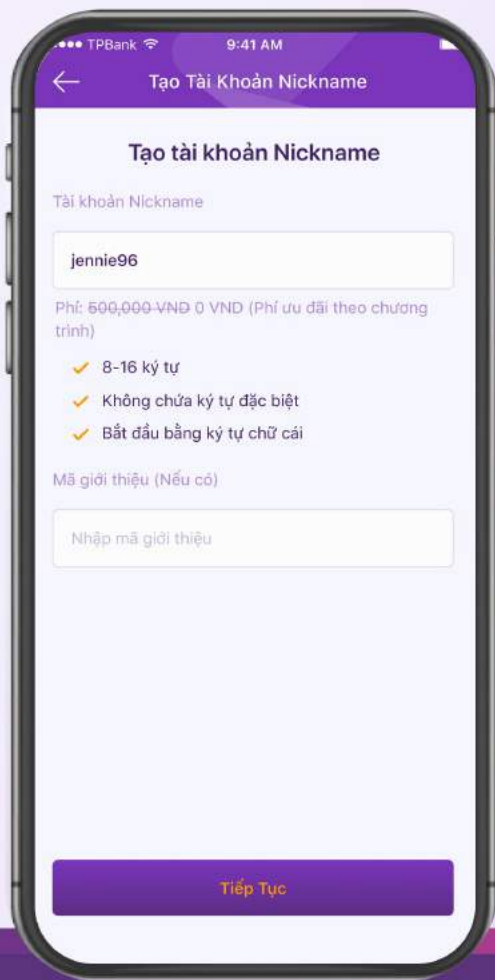 TPBank 9:41 AM
Tạo Tài Khoản Nickname
Tạo tài khoản Nickname
Tài khoản Nickname
jennie96
Phí: 500,000 VND 0 VND (Phí ưu đãi theo chương
trình)
8-16 ký tự
Không chứa ký tự đặc biệt
Bắt đầu bằng ký tự chữ cái
Mã giới thiệu (Nếu có)
Nhập mã giới thiệu
Tiếp Tục